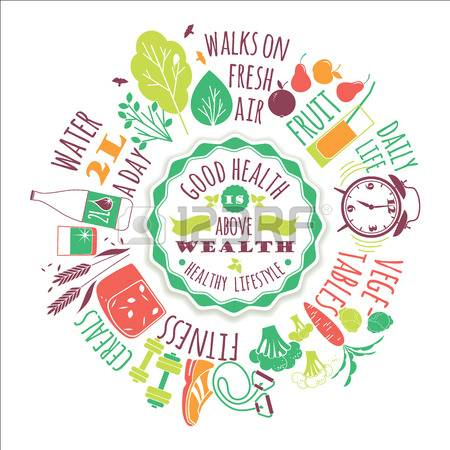 WALKS ON
FRESH
AIR
FRUIT
DAILY
LIFE
VEGE-
TABLES
FITNESS
CEREALS
WATER
2L
A DAY
2L
GOOD HEALTH
IS
ABOVE
WEALTH
HEALTHY LIFESTYLE